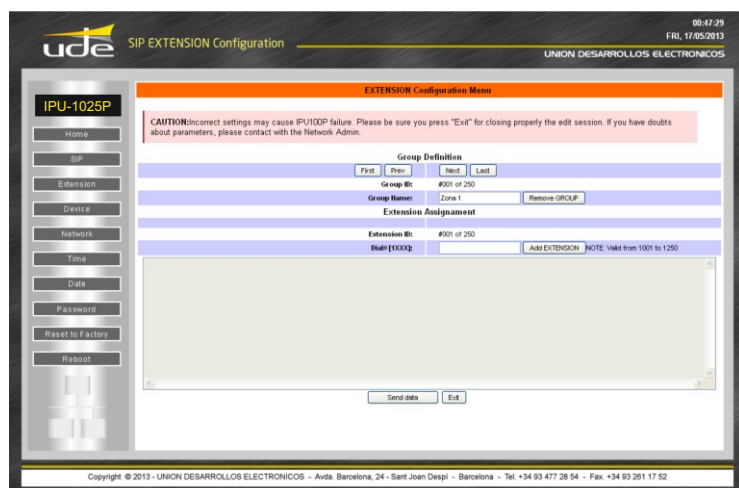 00:47:29
FRI, 17/05/2013
ude
SIP EXTENSION Configuration
UNION DESARROLLOS ELECTRONICOS
IPU-1025P
Home
SIP
Extension
Device
Network
Time
Date
Password
Reset to Factory
Reboot
EXTENSION Configuration Menu
CAUTION:Incorrect settings may cause IPU100P failure. Please be sure you press "Exit" for closing properly the edit session. If you have doubts
about parameters, please contact with the Network Admin.
Group Definition
First Prev Next Last
Group ID: #001 of 250
Group Name: Zona 1 Remove GROUP
Extension Assignament
Extension ID: #001 of 250
Dial# [1XXX]: Add EXTENSION NOTE: Valid from 1001 to 1250
Send data Exit
Copyright © 2013 - UNION DESARROLLOS ELECTRONICOS - Avda. Barcelona, 24 - Sant Joan Despí - Barcelona - Tel. +34 93 477 28 54 - Fax. +34 93 261 17 52